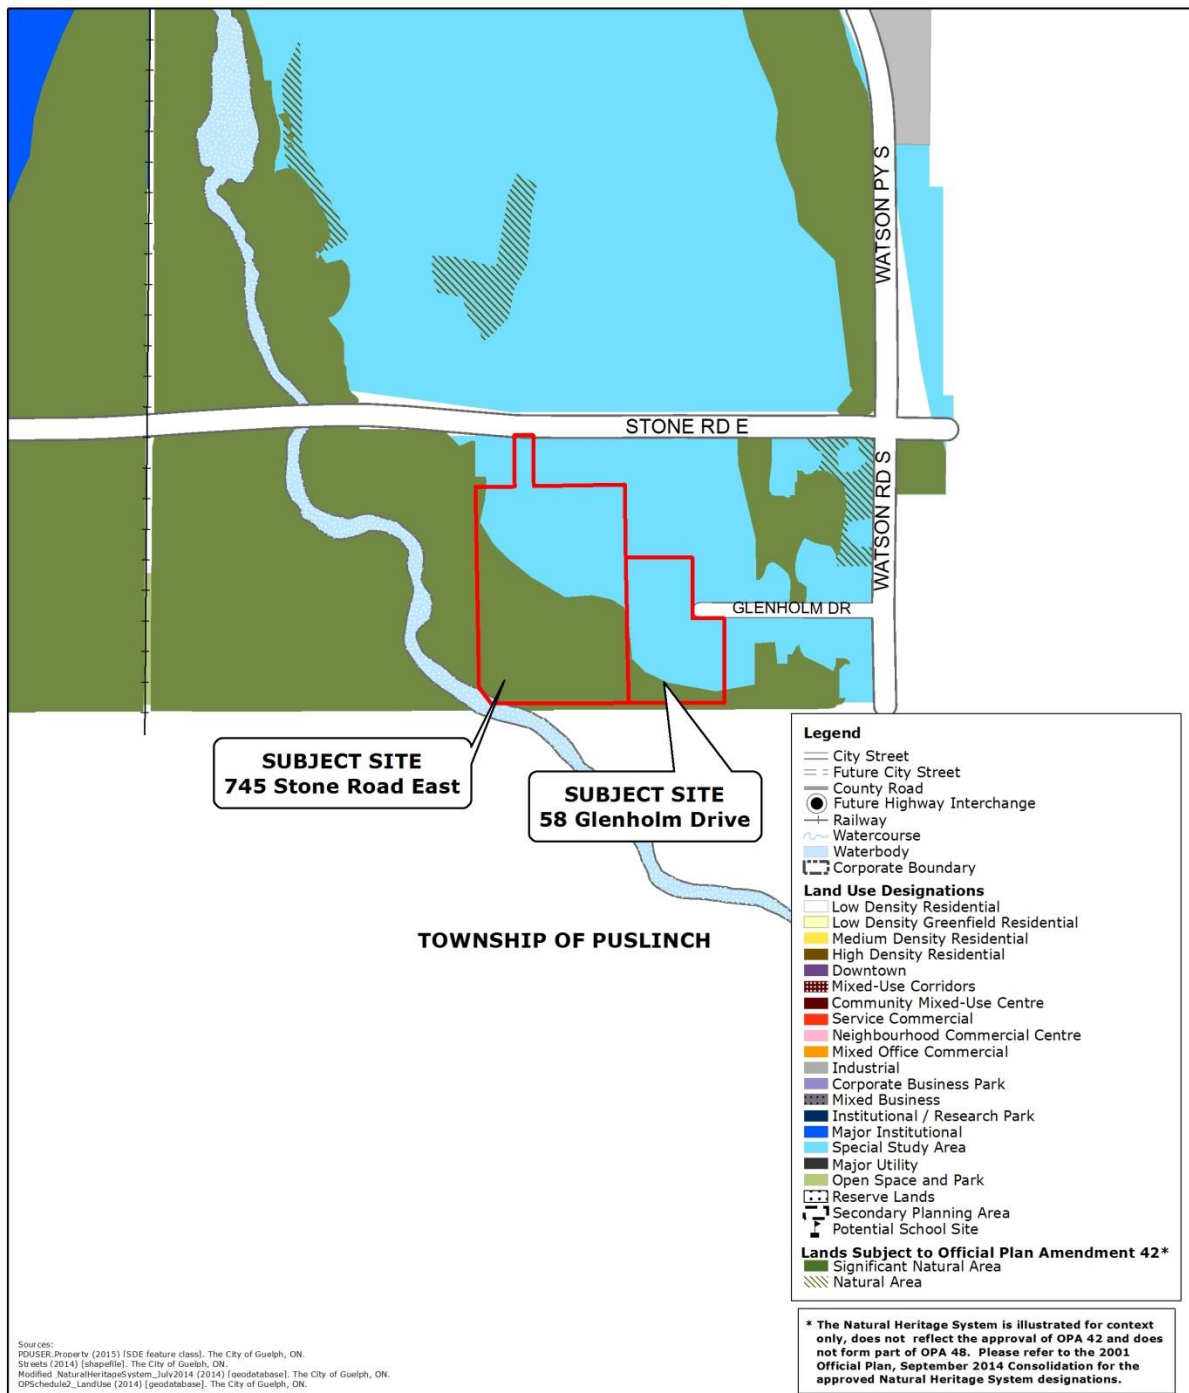 WATSON PY S
STONE RD E
WATSON RD S
GLENHOLM DR
SUBJECT SITE
745 Stone Road East
SUBJECT SITE
58 Glenholm Drive
TOWNSHIP OF PUSLINCH
Legend
City Street
Future City Street
County Road
Future Highway Interchange
Railway
Watercourse
Waterbody
Corporate Boundary
Land Use Designations
Low Density Residential
Low Density Greenfield Residential
Medium Density Residential
High Density Residential
Downtown
Mixed-Use Corridors
Community Mixed-Use Centre
Service Commercial
Neighbourhood Commercial Centre
Mixed Office Commercial
Industrial
Corporate Business Park
Mixed Business
Institutional / Research Park
Major Institutional
Special Study Area
Major Utility
Open Space and Park
Reserve Lands
Secondary Planning Area
Potential School Site
Lands Subject to Official Plan Amendment 42*
Significant Natural Area
Natural Area
* The Natural Heritage System is illustrated for context
only, does not reflect the approval of OPA 42 and does
not form part of OPA 48. Please refer to the 2001
Official Plan, September 2014 Consolidation for the
approved Natural Heritage System designations.
Sources:
PDUSER.Property (2015) [SDE feature class]. The City of Guelph, ON.
Streets (2014) [shapefile]. The City of Guelph, ON.
Modified_NaturalHeritageSystem_July2014 (2014) [geodatabase]. The City of Guelph, ON.
OPSchedule2_LandUse (2014) [geodatabase]. The City of Guelph, ON.